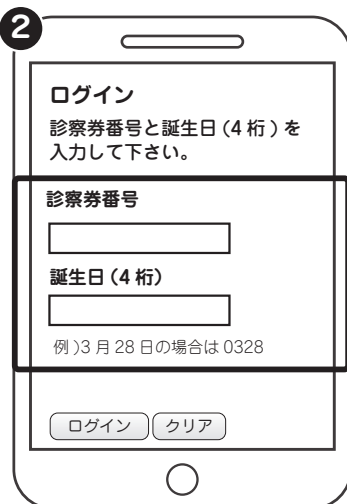 2
ログイン
診察券番号と誕生日(4桁)を
入力して下さい。
診察券番号
誕生日(4桁)
例)3月28日の場合は0328
ログイン クリア